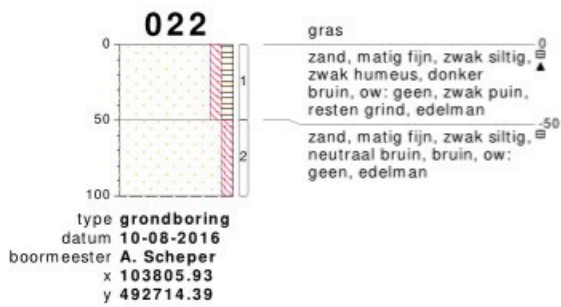 022
gras
0
0
zand, matig fijn, zwak siltig,
zwak humeus, donker
bruin, ow: geen, zwak puin,
resten grind, edelman
1
50
-50
zand, matig fijn, zwak siltig,
neutraal bruin, bruin, ow:
geen, edelman
2
100
type grondboring
datum 10-08-2016
boormeester A. Scheper
x 103805.93
y 492714.39